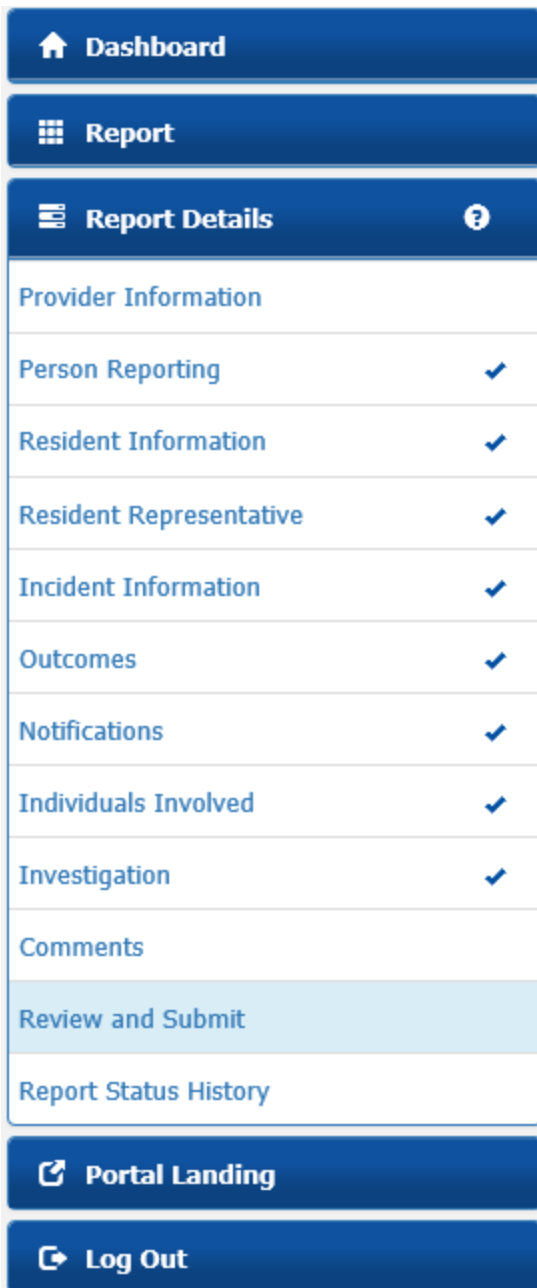 Dashboard
Report
Report Details ?
Provider Information
Person Reporting
Resident Information
Resident Representative
Incident Information
Outcomes
Notifications
Individuals Involved
Investigation
Comments
Review and Submit
Report Status History
Portal Landing
Log Out